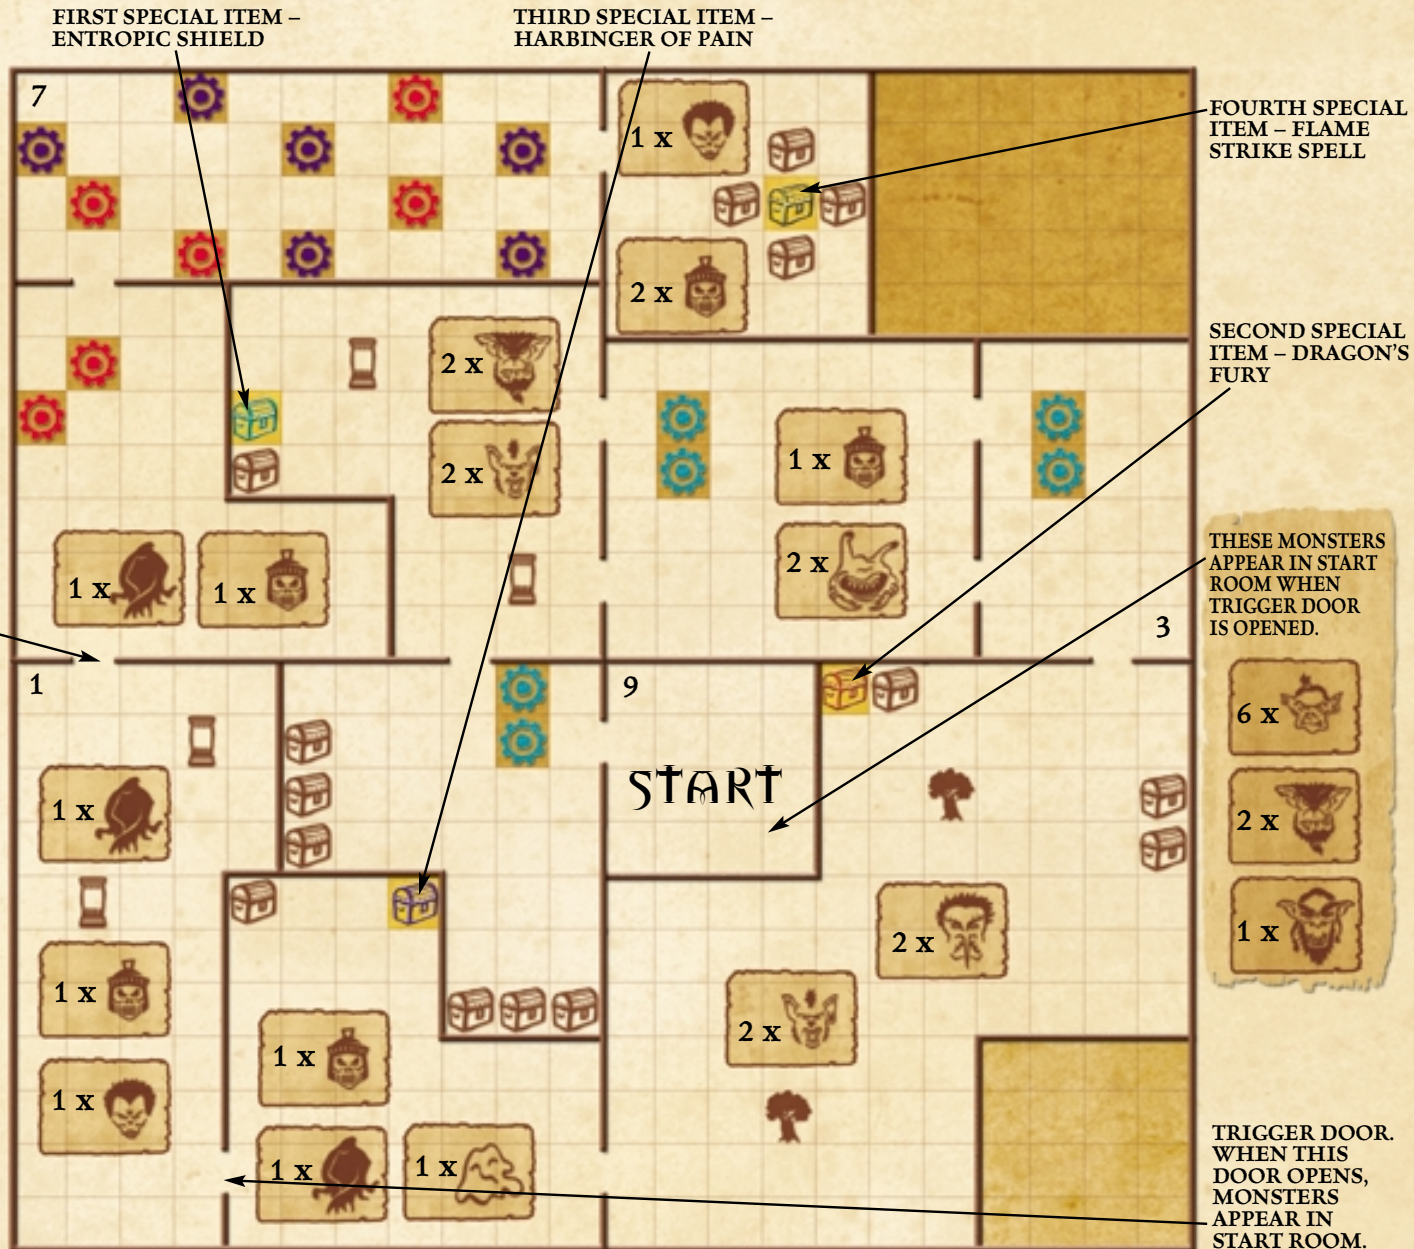 FIRST SPECIAL ITEM –
ENTROPIC SHIELD
THIRD SPECIAL ITEM –
HARBINGER OF PAIN
7
1 x
FOURTH SPECIAL
ITEM – FLAME
STRIKE SPELL
2 x
2 x
2 x
1 x
2 x
SECOND SPECIAL
ITEM – DRAGON'S
FURY
1 x
1 x
3
THESE MONSTERS
APPEAR IN START
ROOM WHEN
TRIGGER DOOR
IS OPENED.
6 x
2 x
1 x
1
9
START
1 x
1 x
1 x
1 x
1 x
1 x
2 x
2 x
TRIGGER DOOR.
WHEN THIS
DOOR OPENS,
MONSTERS
APPEAR IN
START ROOM.